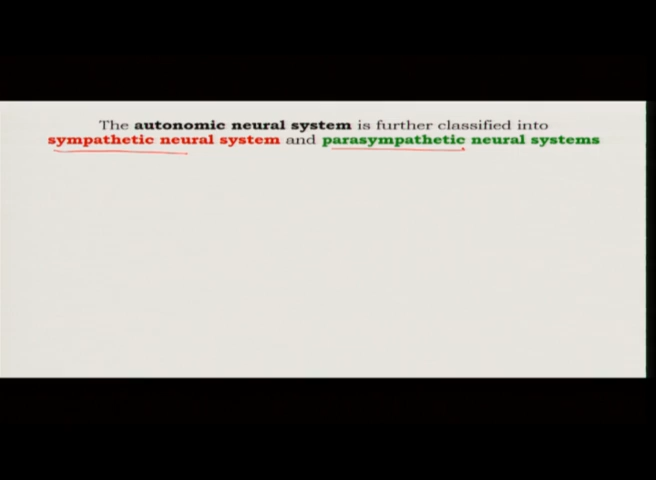 The autonomic neural system is further classified into
sympathetic neural system and parasympathetic neural systems